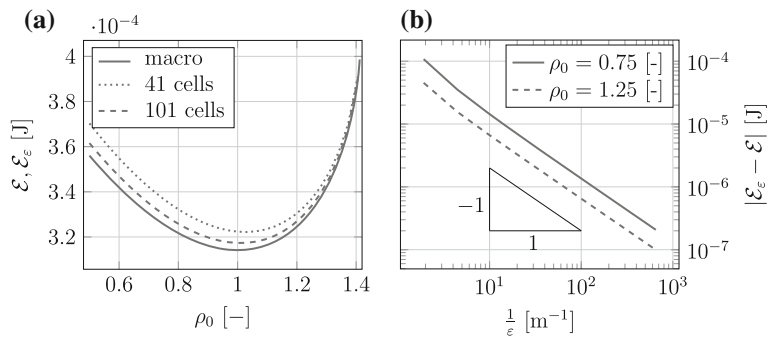 (a)
·10⁻⁴
4
3.8
3.6
3.4
3.2
0.6 0.8 1.0 1.2 1.4
ℰ, ℰ_ε [J]
ρ₀ [−]
macro
41 cells
101 cells
(b)
ρ₀ = 0.75 [-]
ρ₀ = 1.25 [-]
−1
1
10⁻⁴
10⁻⁵
10⁻⁶
10⁻⁷
|ℰ_ε − ℰ| [J]
10¹ 10² 10³
1/ε [m⁻¹]